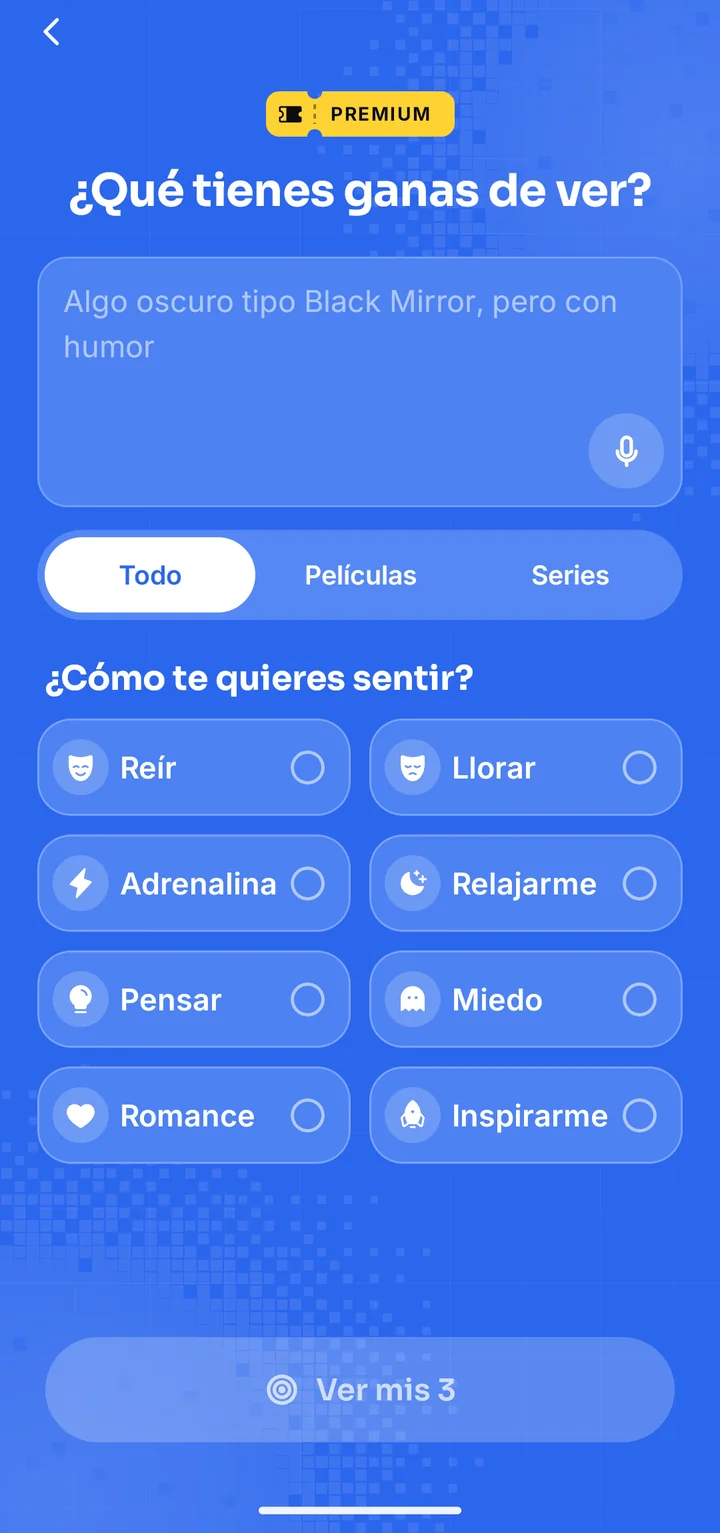 PREMIUM
¿Qué tienes ganas de ver?
Algo oscuro tipo Black Mirror, pero con
humor
Todo
Películas
Series
¿Cómo te quieres sentir?
Reír
Llorar
Adrenalina
Relajarme
Pensar
Miedo
Romance
Inspirarme
Ver mis 3